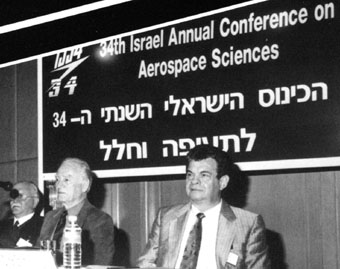 34th Israel Annual Conference on
Aerospace Sciences
הכינוס הישראלי השנתי ה-34
לתעופה וחלל
34